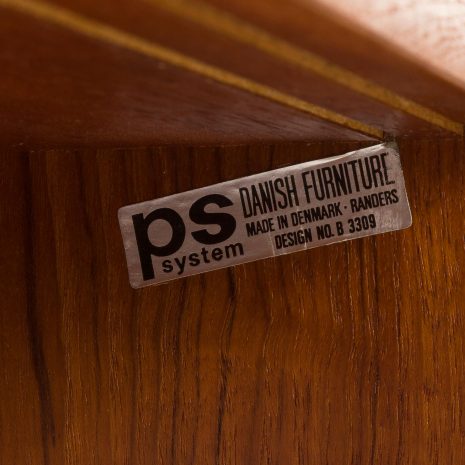 ps
system
DANISH FURNITURE
MADE IN DENMARK · RANDERS
DESIGN NO. B 3309